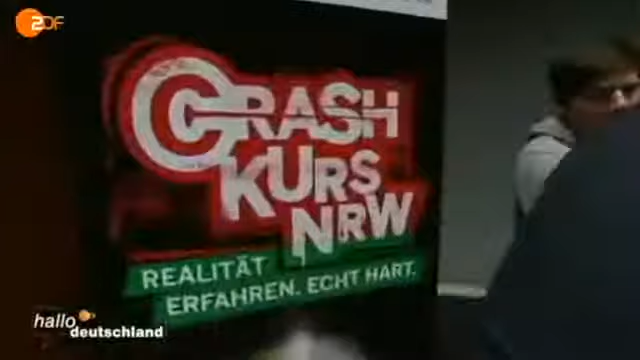 ZDF
CRASH
KURS
NRW
REALITÄT
ERFAHREN. ECHT HART.
hallo
deutschland